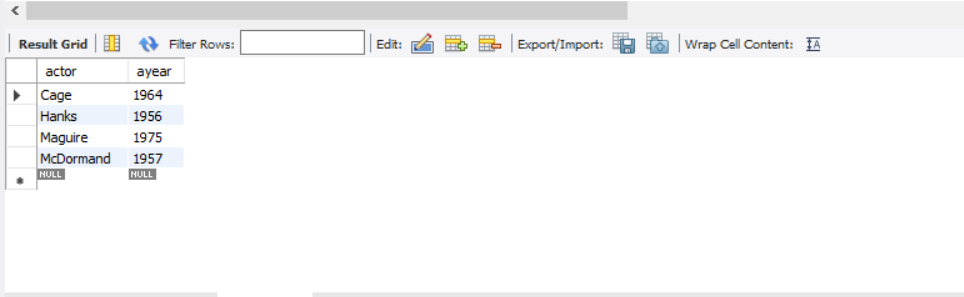 Result Grid Filter Rows: Edit: Export/Import: Wrap Cell Content: IA
actor ayear
Cage 1964
Hanks 1956
Maguire 1975
McDormand 1957
NULL NULL